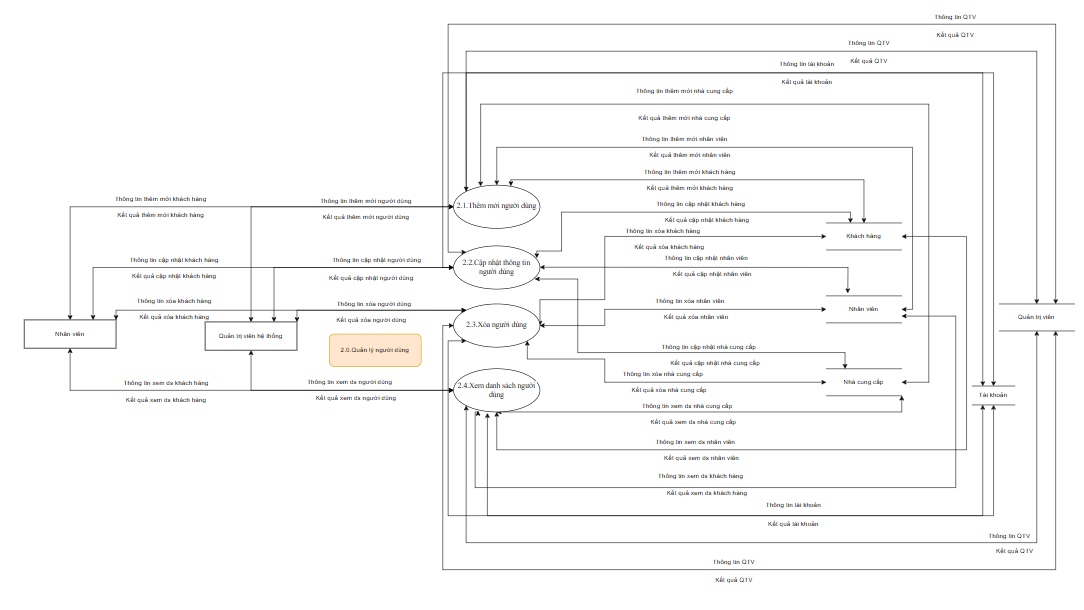 Thông tin QTV
Kết quả QTV
Thông tin QTV
Kết quả QTV
Thông tin tài khoản
Kết quả tài khoản
Thông tin thêm mới nhà cung cấp
Kết quả thêm mới nhà cung cấp
Thông tin thêm mới nhân viên
Kết quả thêm mới nhân viên
Thông tin thêm mới khách hàng
Kết quả thêm mới khách hàng
Thông tin thêm mới khách hàng
Kết quả thêm mới khách hàng
Thông tin thêm mới người dùng
Kết quả thêm mới người dùng
2.1.Thêm mới người dùng
Thông tin cập nhật khách hàng
Kết quả cập nhật khách hàng
Thông tin xóa khách hàng
Kết quả xóa khách hàng
Khách hàng
Thông tin cập nhật khách hàng
Kết quả cập nhật khách hàng
Thông tin cập nhật người dùng
Kết quả cập nhật người dùng
2.2.Cập nhật thông tin
người dùng
Thông tin cập nhật nhân viên
Kết quả cập nhật nhân viên
Thông tin xóa khách hàng
Kết quả xóa khách hàng
Thông tin xóa người dùng
Kết quả xóa người dùng
2.3.Xóa người dùng
Thông tin xóa nhân viên
Kết quả xóa nhân viên
Nhân viên
Quản trị viên
Nhân viên
Quản trị viên hệ thống
2.0.Quản lý người dùng
Thông tin cập nhật nhà cung cấp
Kết quả cập nhật nhà cung cấp
Thông tin xóa nhà cung cấp
Kết quả xóa nhà cung cấp
Nhà cung cấp
Tài khoản
Thông tin xem ds khách hàng
Kết quả xem ds khách hàng
Thông tin xem ds người dùng
Kết quả xem ds người dùng
2.4.Xem danh sách người
dùng
Thông tin xem ds nhà cung cấp
Kết quả xem ds nhà cung cấp
Thông tin xem ds nhân viên
Kết quả xem ds nhân viên
Thông tin xem ds khách hàng
Kết quả xem ds khách hàng
Thông tin tài khoản
Kết quả tài khoản
Thông tin QTV
Kết quả QTV
Thông tin QTV
Kết quả QTV